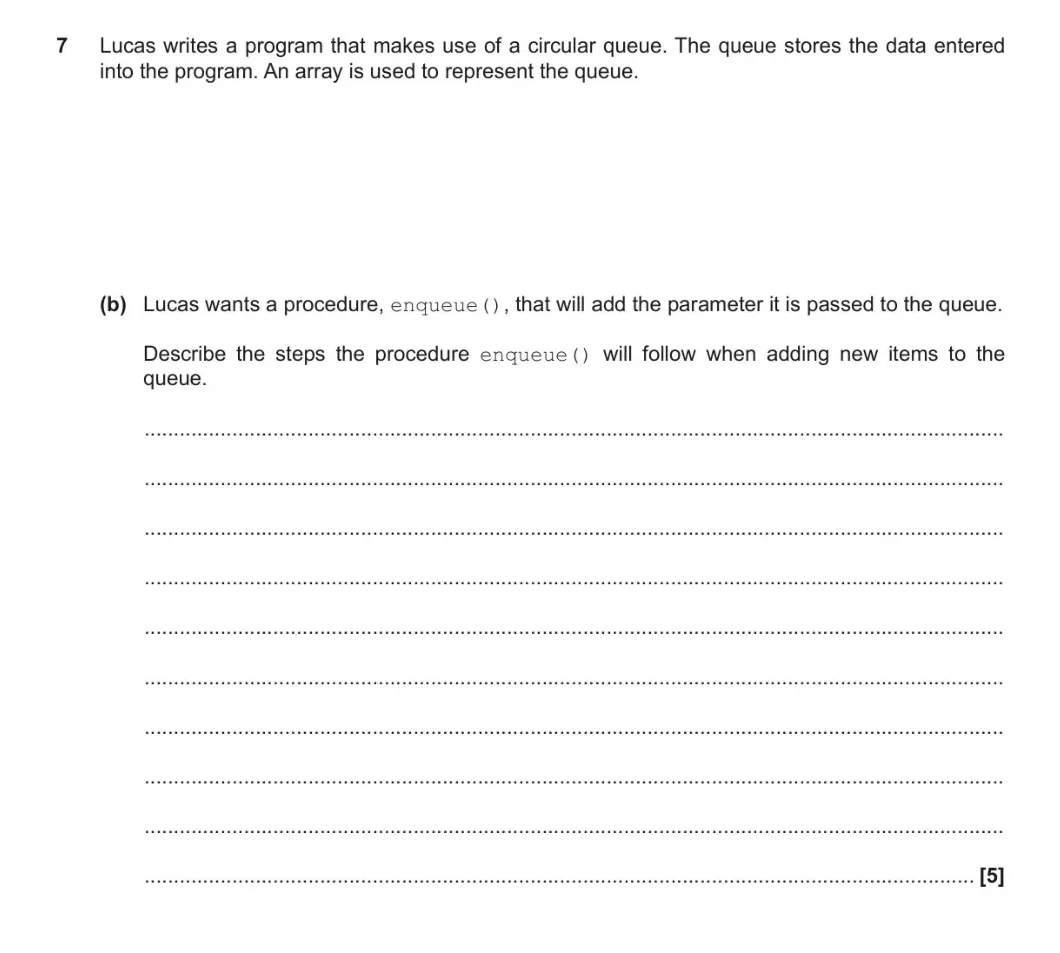 7 Lucas writes a program that makes use of a circular queue. The queue stores the data entered
into the program. An array is used to represent the queue.
(b) Lucas wants a procedure, enqueue(), that will add the parameter it is passed to the queue.
Describe the steps the procedure enqueue() will follow when adding new items to the
queue.
[5]